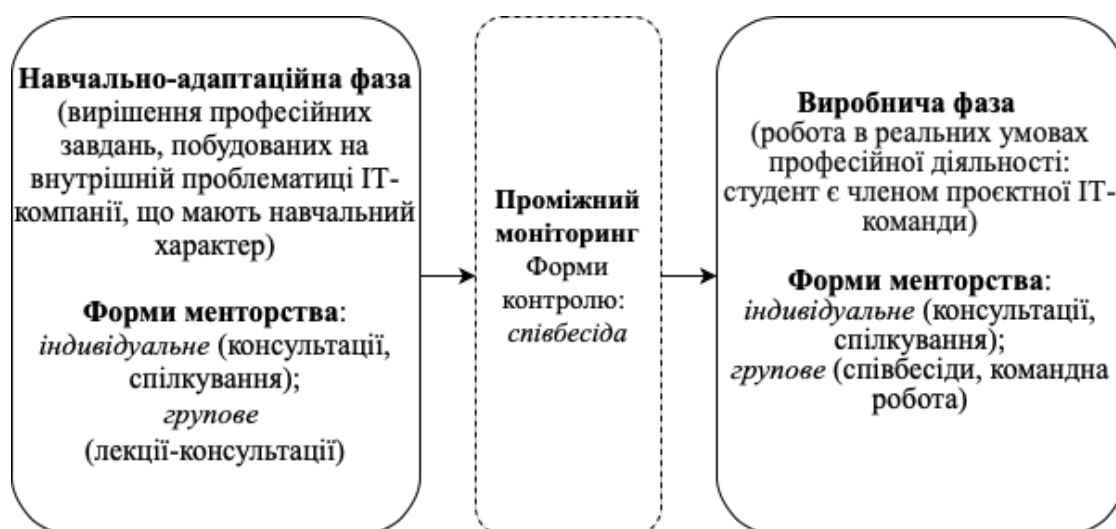 Навчально-адаптаційна фаза
(вирішення професійних
завдань, побудованих на
внутрішній проблематиці ІТ-
компанії, що мають навчальний
характер)
Форми менторства:
індивідуальне (консультації,
спілкування);
групове
(лекції-консультації)
Проміжний
моніторинг
Форми
контролю:
співбесіда
Виробнича фаза
(робота в реальних умовах
професійної діяльності:
студент є членом проєктної ІТ-
команди)
Форми менторства:
індивідуальне (консультації,
спілкування);
групове (співбесіди, командна
робота)